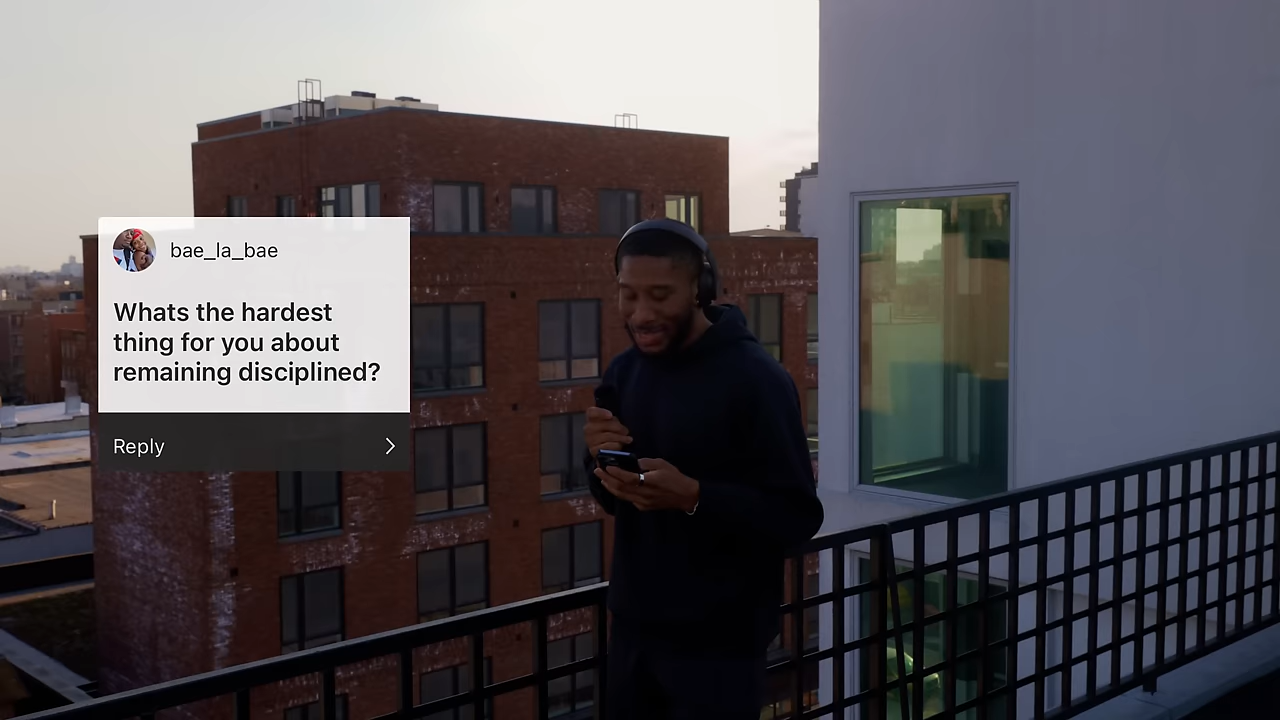 bae_la_bae
Whats the hardest
thing for you about
remaining disciplined?
Reply